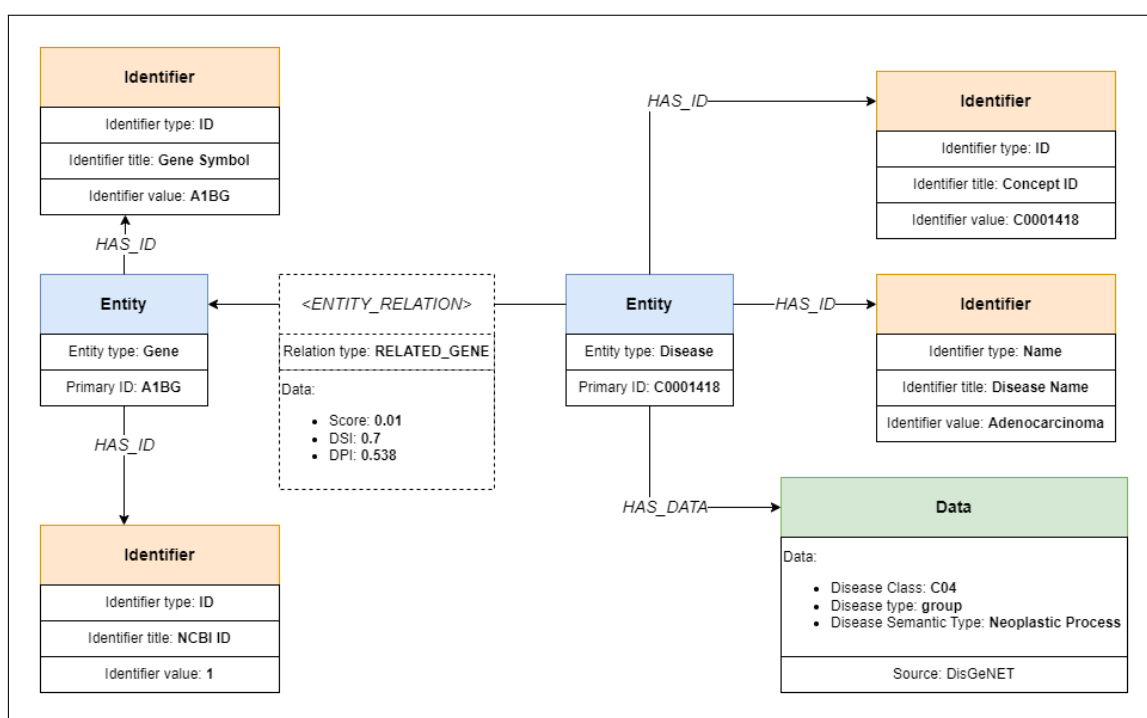 Identifier
Identifier type: ID
Identifier title: Gene Symbol
Identifier value: A1BG
HAS_ID
Entity
Entity type: Gene
Primary ID: A1BG
HAS_ID
Identifier
Identifier type: ID
Identifier title: NCBI ID
Identifier value: 1
<ENTITY_RELATION>
Relation type: RELATED_GENE
Data:
• Score: 0.01
• DSI: 0.7
• DPI: 0.538
Entity
Entity type: Disease
Primary ID: C0001418
HAS_ID
Identifier
Identifier type: ID
Identifier title: Concept ID
Identifier value: C0001418
HAS_ID
Identifier
Identifier type: Name
Identifier title: Disease Name
Identifier value: Adenocarcinoma
HAS_DATA
Data
Data:
• Disease Class: C04
• Disease type: group
• Disease Semantic Type: Neoplastic Process
Source: DisGeNET